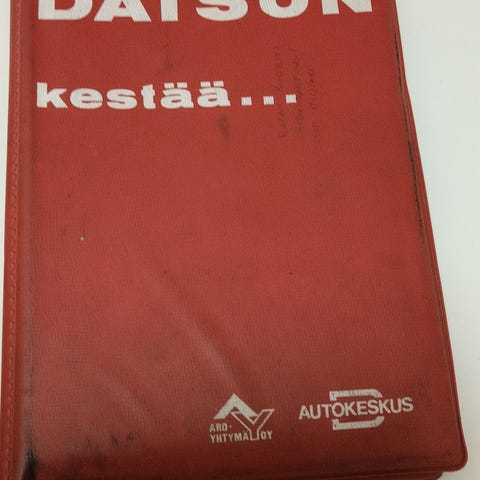 DATSUN
kestää...
ARO-
YHTYMÄ OY
AUTOKESKUS